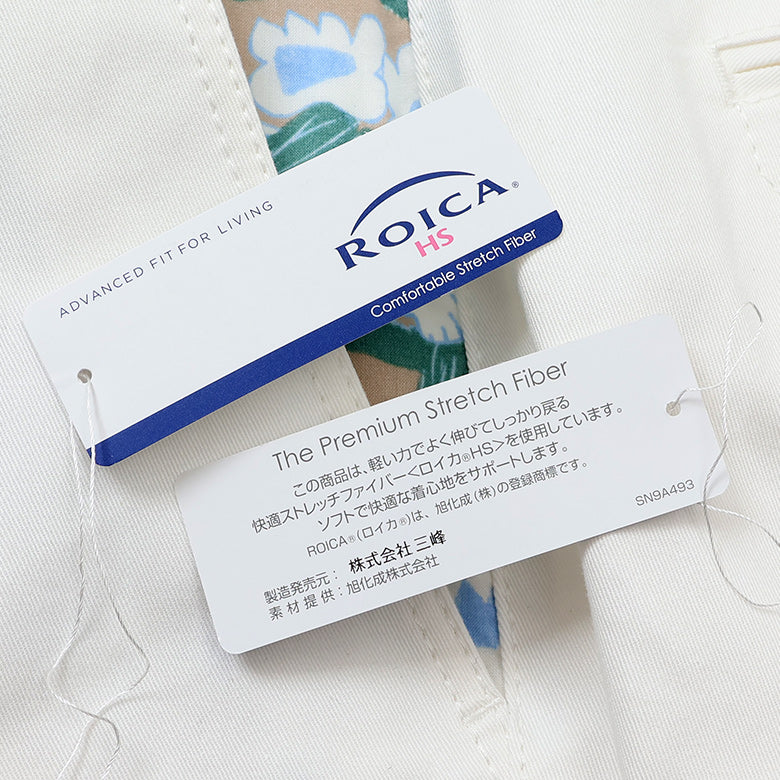 ADVANCED FIT FOR LIVING
ROICA®
HS
Comfortable Stretch Fiber
The Premium Stretch Fiber
この商品は、軽い力でよく伸びてしっかり戻る
快適ストレッチファイバー<ロイカ®HS>を使用しています。
ソフトで快適な着心地をサポートします。
ROICA®(ロイカ®)は、旭化成(株)の登録商標です。
SN9A493
製造発売元: 株式会社 三峰
素材提供:旭化成株式会社